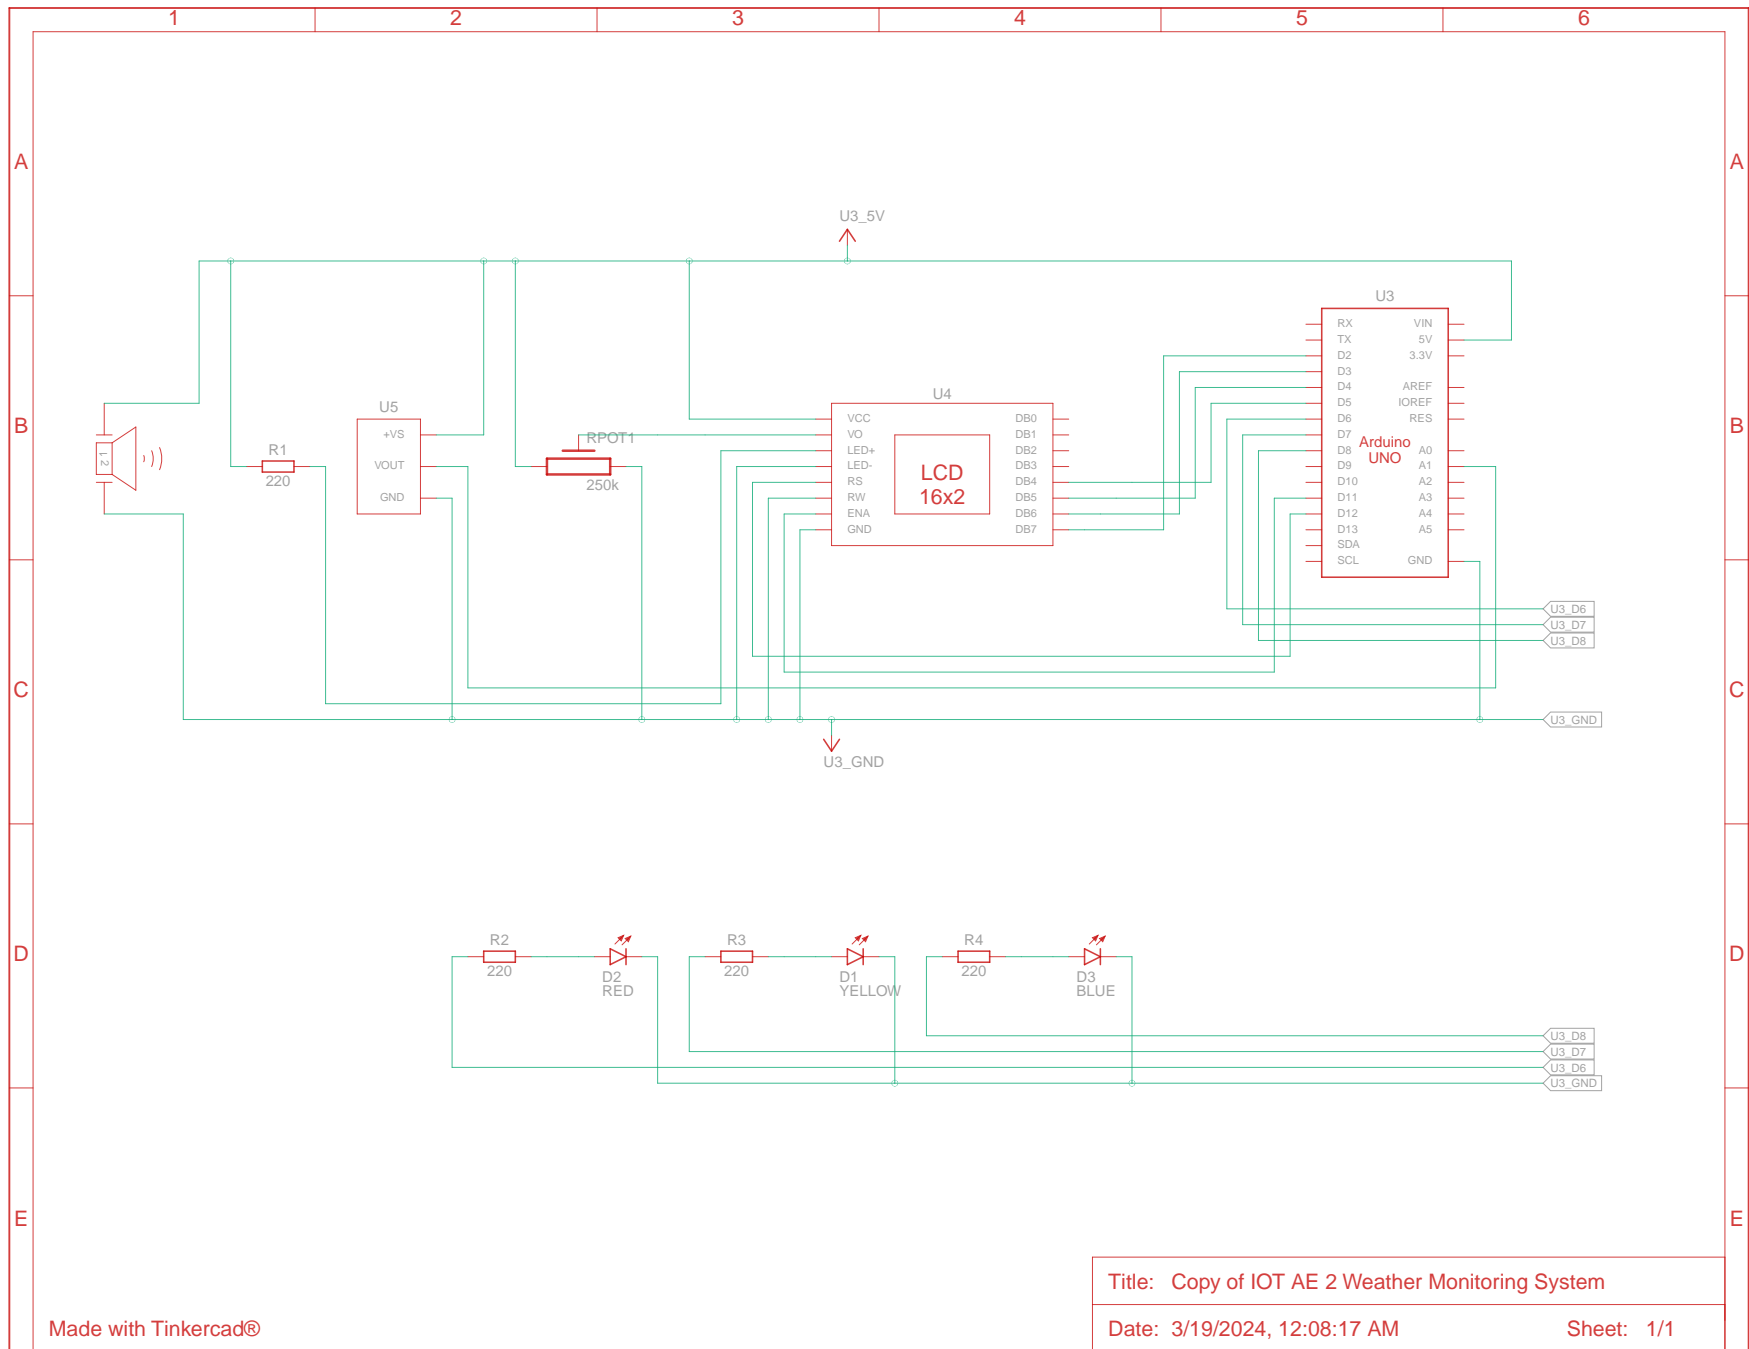 1 2 3 4 5 6
A A
U3_5V
U3
RX VIN
TX 5V
D2 3.3V
D3
D4 AREF
D5 IOREF
D6 RES
D7
Arduino
UNO
D8 A0
D9 A1
D10 A2
D11 A3
D12 A4
D13 A5
SDA
SCL GND
B B
U4
VCC DB0
VO DB1
LED+ DB2
LED- DB3
RS DB4
RW DB5
ENA DB6
GND DB7
LCD
16x2
U5
+VS
VOUT
GND
RPOT1
250k
R1
220
1 2
U3_D6
U3_D7
U3_D8
C C
U3_GND
U3_GND
D D
R2
220
D2
RED
R3
220
D1
YELLOW
R4
220
D3
BLUE
U3_D8
U3_D7
U3_D6
U3_GND
E E
Title: Copy of IOT AE 2 Weather Monitoring System
Made with Tinkercad®
Date: 3/19/2024, 12:08:17 AM Sheet: 1/1